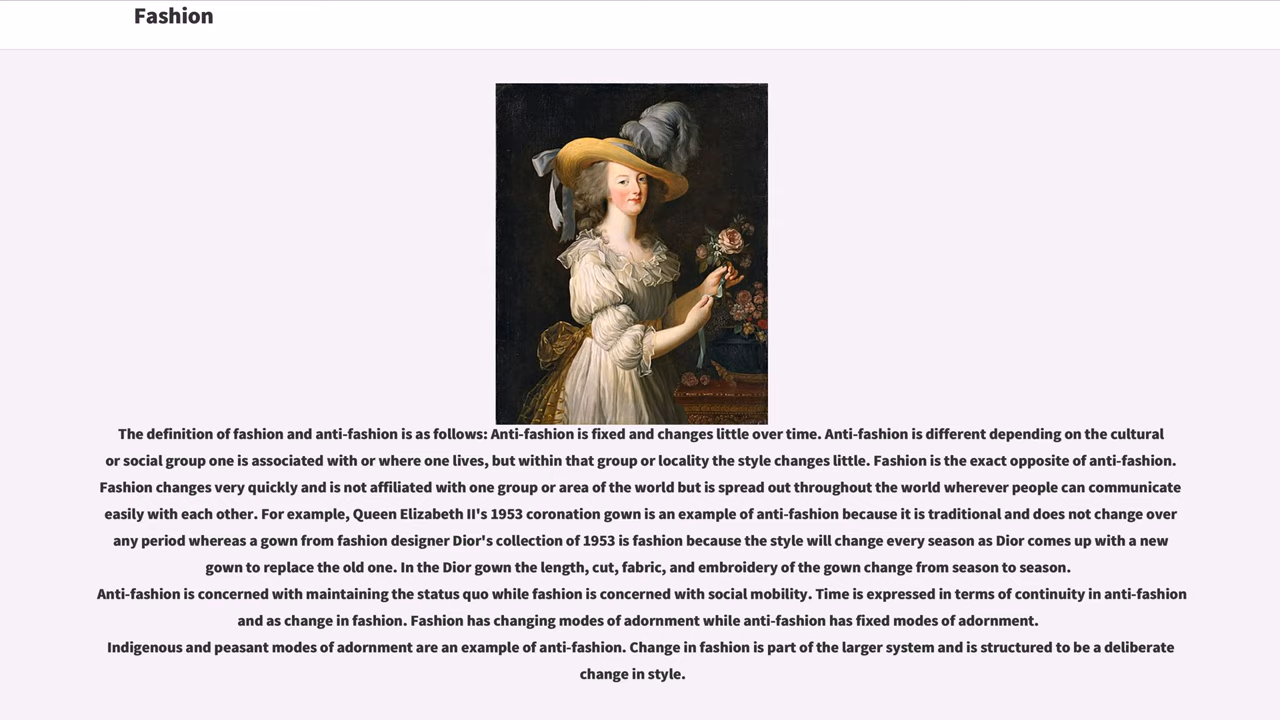 Fashion
The definition of fashion and anti-fashion is as follows: Anti-fashion is fixed and changes little over time. Anti-fashion is different depending on the cultural
or social group one is associated with or where one lives, but within that group or locality the style changes little. Fashion is the exact opposite of anti-fashion.
Fashion changes very quickly and is not affiliated with one group or area of the world but is spread out throughout the world wherever people can communicate
easily with each other. For example, Queen Elizabeth II's 1953 coronation gown is an example of anti-fashion because it is traditional and does not change over
any period whereas a gown from fashion designer Dior's collection of 1953 is fashion because the style will change every season as Dior comes up with a new
gown to replace the old one. In the Dior gown the length, cut, fabric, and embroidery of the gown change from season to season.
Anti-fashion is concerned with maintaining the status quo while fashion is concerned with social mobility. Time is expressed in terms of continuity in anti-fashion
and as change in fashion. Fashion has changing modes of adornment while anti-fashion has fixed modes of adornment.
Indigenous and peasant modes of adornment are an example of anti-fashion. Change in fashion is part of the larger system and is structured to be a deliberate
change in style.